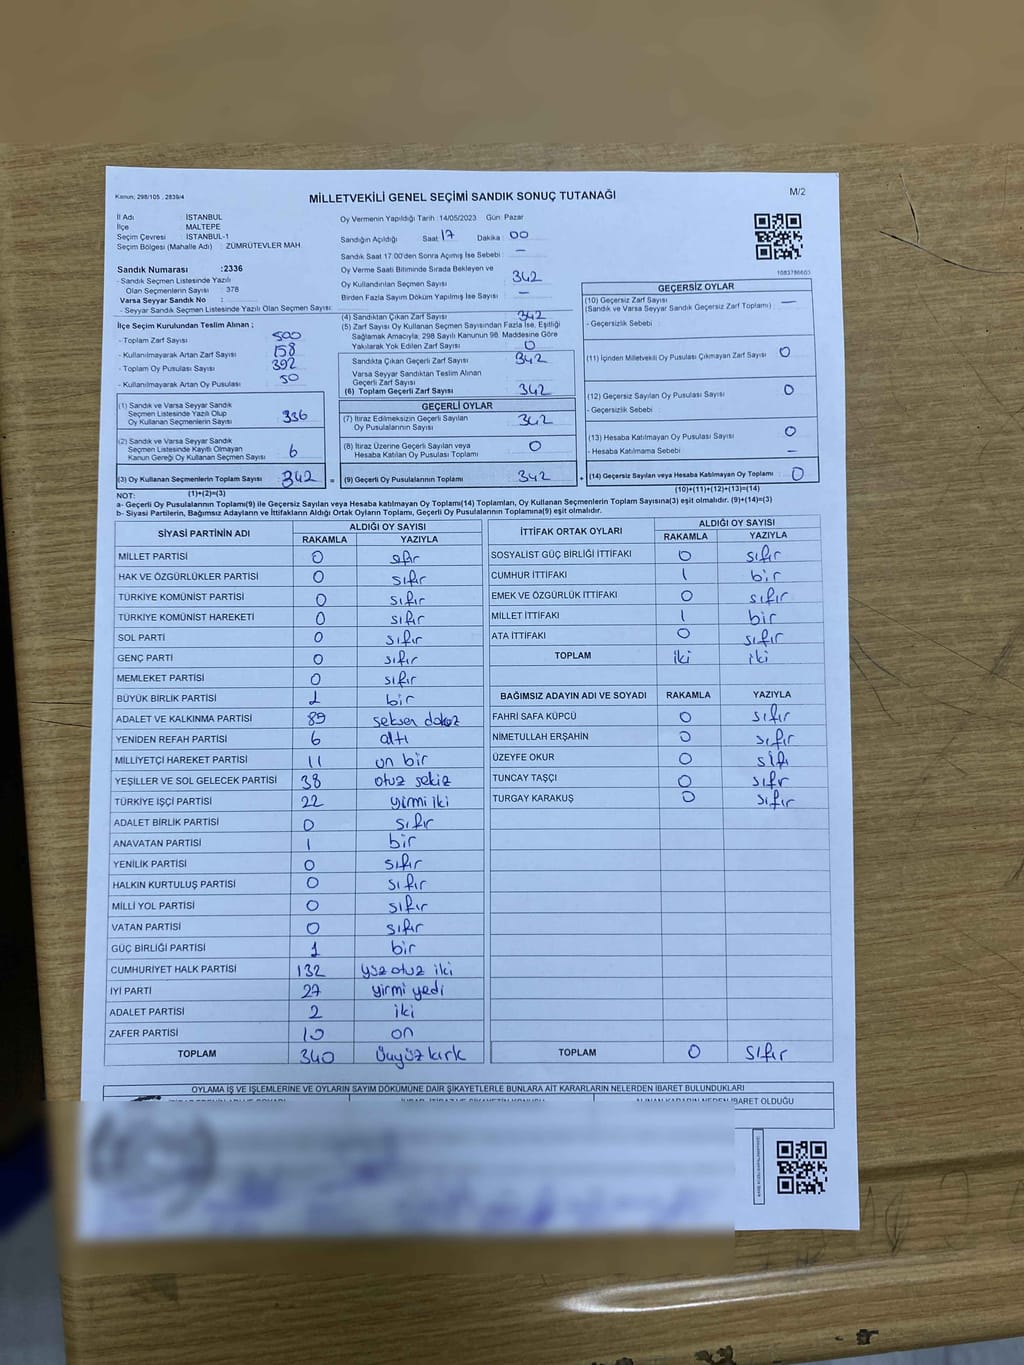 Kanun: 298/105 , 2839/4
MİLLETVEKİLİ GENEL SEÇİMİ SANDIK SONUÇ TUTANAĞI
M/2
İl Adı : İSTANBUL
İlçe : MALTEPE
Seçim Çevresi : İSTANBUL-1
Seçim Bölgesi (Mahalle Adı) : ZÜMRÜTEVLER MAH.
Sandık Numarası :2336
- Sandık Seçmen Listesinde Yazılı
Olan Seçmenlerin Sayısı : 378
Varsa Seyyar Sandık No :
- Seyyar Sandık Seçmen Listesinde Yazılı Olan Seçmen Sayısı:
İlçe Seçim Kurulundan Teslim Alınan ;
- Toplam Zarf Sayısı : 500
- Kullanılmayarak Artan Zarf Sayısı : 158
- Toplam Oy Pusulası : 392
- Kullanılmayarak Artan Oy Pusulası : 50
(1) Sandık ve Varsa Seyyar Sandık
Seçmen Listesinde Yazılı Olup
Oy Kullanan Seçmenlerin Sayısı : 336
(2) Sandık ve Varsa Seyyar Sandık
Seçmen Listesinde Kayıtlı Olmayan
Kanun Gereği Oy Kullanan Seçmen Sayısı : 6
(3) Oy Kullanan Seçmenlerin Toplam Sayısı : 342
Oy Vermenin Yapıldığı Tarih : 14/05/2023 Gün: Pazar
Sandığın Açıldığı Saat : 17 Dakika : 00
Sandık Saat 17:00'den Sonra Açmış İse Sebebi : —
Oy Verme Saati Bitiminde Sırada Bekleyen ve
Oy Kullandırılan Seçmen Sayısı : 342
Birden Fazla Sayım Döküm Yapılmış İse Sayısı : —
(4) Sandıktan Çıkan Zarf Sayısı : 342
(5) Zarf Sayısı Oy Kullanan Seçmen Sayısından Fazla İse, Eşitliği
Sağlamak Amacıyla; 298 Sayılı Kanunun 98. Maddesine Göre
Yakılarak Yok Edilen Zarf Sayısı : 0
Sandıkta Çıkan Geçerli Zarf Sayısı : 342
Varsa Seyyar Sandıktan Teslim Alınan
Geçerli Zarf Sayısı :
(6) Toplam Geçerli Zarf Sayısı : 342
GEÇERLİ OYLAR
(7) İtiraz Edilmeksizin Geçerli Sayılan
Oy Pusulalarının Sayısı : 342
(8) İtiraz Üzerine Geçerli Sayılan veya
Hesaba Katılan Oy Pusulası Toplamı : 0
= (9) Geçerli Oy Pusulalarının Toplamı : 342
1083786603
GEÇERSİZ OYLAR
(10) Geçersiz Zarf Sayısı : —
(Sandık ve Varsa Seyyar Sandık Geçersiz Zarf Toplamı)
- Geçersizlik Sebebi :
(11) İçinden Milletvekili Oy Pusulası Çıkmayan Zarf Sayısı : 0
(12) Geçersiz Sayılan Oy Pusulası Sayısı : 0
- Geçersizlik Sebebi :
(13) Hesaba Katılmayan Oy Pusulası Sayısı : 0
- Hesaba Katılmama Sebebi : —
+ (14) Geçersiz Sayılan veya Hesaba Katılmayan Oy Toplamı : 0
NOT: (1)+(2)=(3) (10)+(11)+(12)+(13)=(14)
a- Geçerli Oy Pusulalarının Toplamı(9) ile Geçersiz Sayılan veya Hesaba Katılmayan Oy Toplamı(14) Toplamları, Oy Kullanan Seçmenlerin Toplam Sayısına(3) eşit olmalıdır. (9)+(14)=(3)
b- Siyasi Partilerin, Bağımsız Adayların ve İttifakların Aldığı Ortak Oyların Toplamı, Geçerli Oy Pusulalarının Toplamına(9) eşit olmalıdır.
SİYASİ PARTİNİN ADI ALDIĞI OY SAYISI
RAKAMLA YAZIYLA
MİLLET PARTİSİ 0 sıfır
HAK VE ÖZGÜRLÜKLER PARTİSİ 0 sıfır
TÜRKİYE KOMÜNİST PARTİSİ 0 sıfır
TÜRKİYE KOMÜNİST HAREKETİ 0 sıfır
SOL PARTİ 0 sıfır
GENÇ PARTİ 0 sıfır
MEMLEKET PARTİSİ 0 sıfır
BÜYÜK BİRLİK PARTİSİ 1 bir
ADALET VE KALKINMA PARTİSİ 89 seksen dokuz
YENİDEN REFAH PARTİSİ 6 altı
MİLLİYETÇİ HAREKET PARTİSİ 11 on bir
YEŞİLLER VE SOL GELECEK PARTİSİ 38 otuz sekiz
TÜRKİYE İŞÇİ PARTİSİ 22 yirmi iki
ADALET BİRLİK PARTİSİ 0 sıfır
ANAVATAN PARTİSİ 1 bir
YENİLİK PARTİSİ 0 sıfır
HALKIN KURTULUŞ PARTİSİ 0 sıfır
MİLLİ YOL PARTİSİ 0 sıfır
VATAN PARTİSİ 0 sıfır
GÜÇ BİRLİĞİ PARTİSİ 1 bir
CUMHURİYET HALK PARTİSİ 132 yüz otuz iki
İYİ PARTİ 27 yirmi yedi
ADALET PARTİSİ 2 iki
ZAFER PARTİSİ 10 on
TOPLAM 340 Üçyüz kırk
İTTİFAK ORTAK OYLARI ALDIĞI OY SAYISI
RAKAMLA YAZIYLA
SOSYALİST GÜÇ BİRLİĞİ İTTİFAKI 0 sıfır
CUMHUR İTTİFAKI 1 bir
EMEK VE ÖZGÜRLÜK İTTİFAKI 0 sıfır
MİLLET İTTİFAKI 1 bir
ATA İTTİFAKI 0 sıfır
TOPLAM iki iki
BAĞIMSIZ ADAYIN ADI VE SOYADI RAKAMLA YAZIYLA
FAHRİ SAFA KÜPCÜ 0 sıfır
NİMETULLAH ERŞAHİN 0 sıfır
ÜZEYFE OKUR 0 sıfı
TUNCAY TAŞÇI 0 sıfır
TURGAY KARAKUŞ 0 sıfır
TOPLAM 0 sıfır
OYLAMA İŞ VE İŞLEMLERİNE VE OYLARIN SAYIM DÖKÜMÜNE DAİR ŞİKAYETLERLE BUNLARA AİT KARARLARIN NELERDEN İBARET BULUNDUKLARI
ALINAN KARARIN NEDEN İBARET OLDUĞU